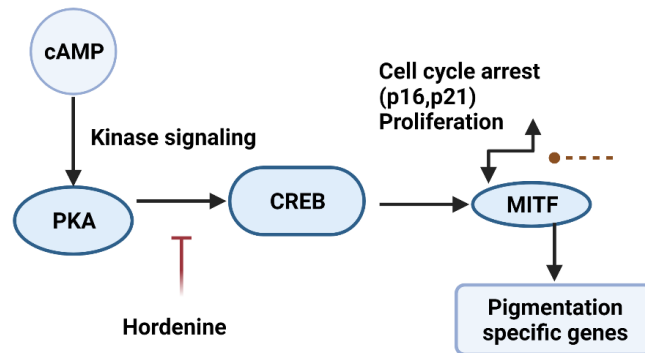 cAMP
Cell cycle arrest
(p16,p21)
Proliferation
Kinase signaling
PKA
CREB
MITF
Hordenine
Pigmentation
specific genes